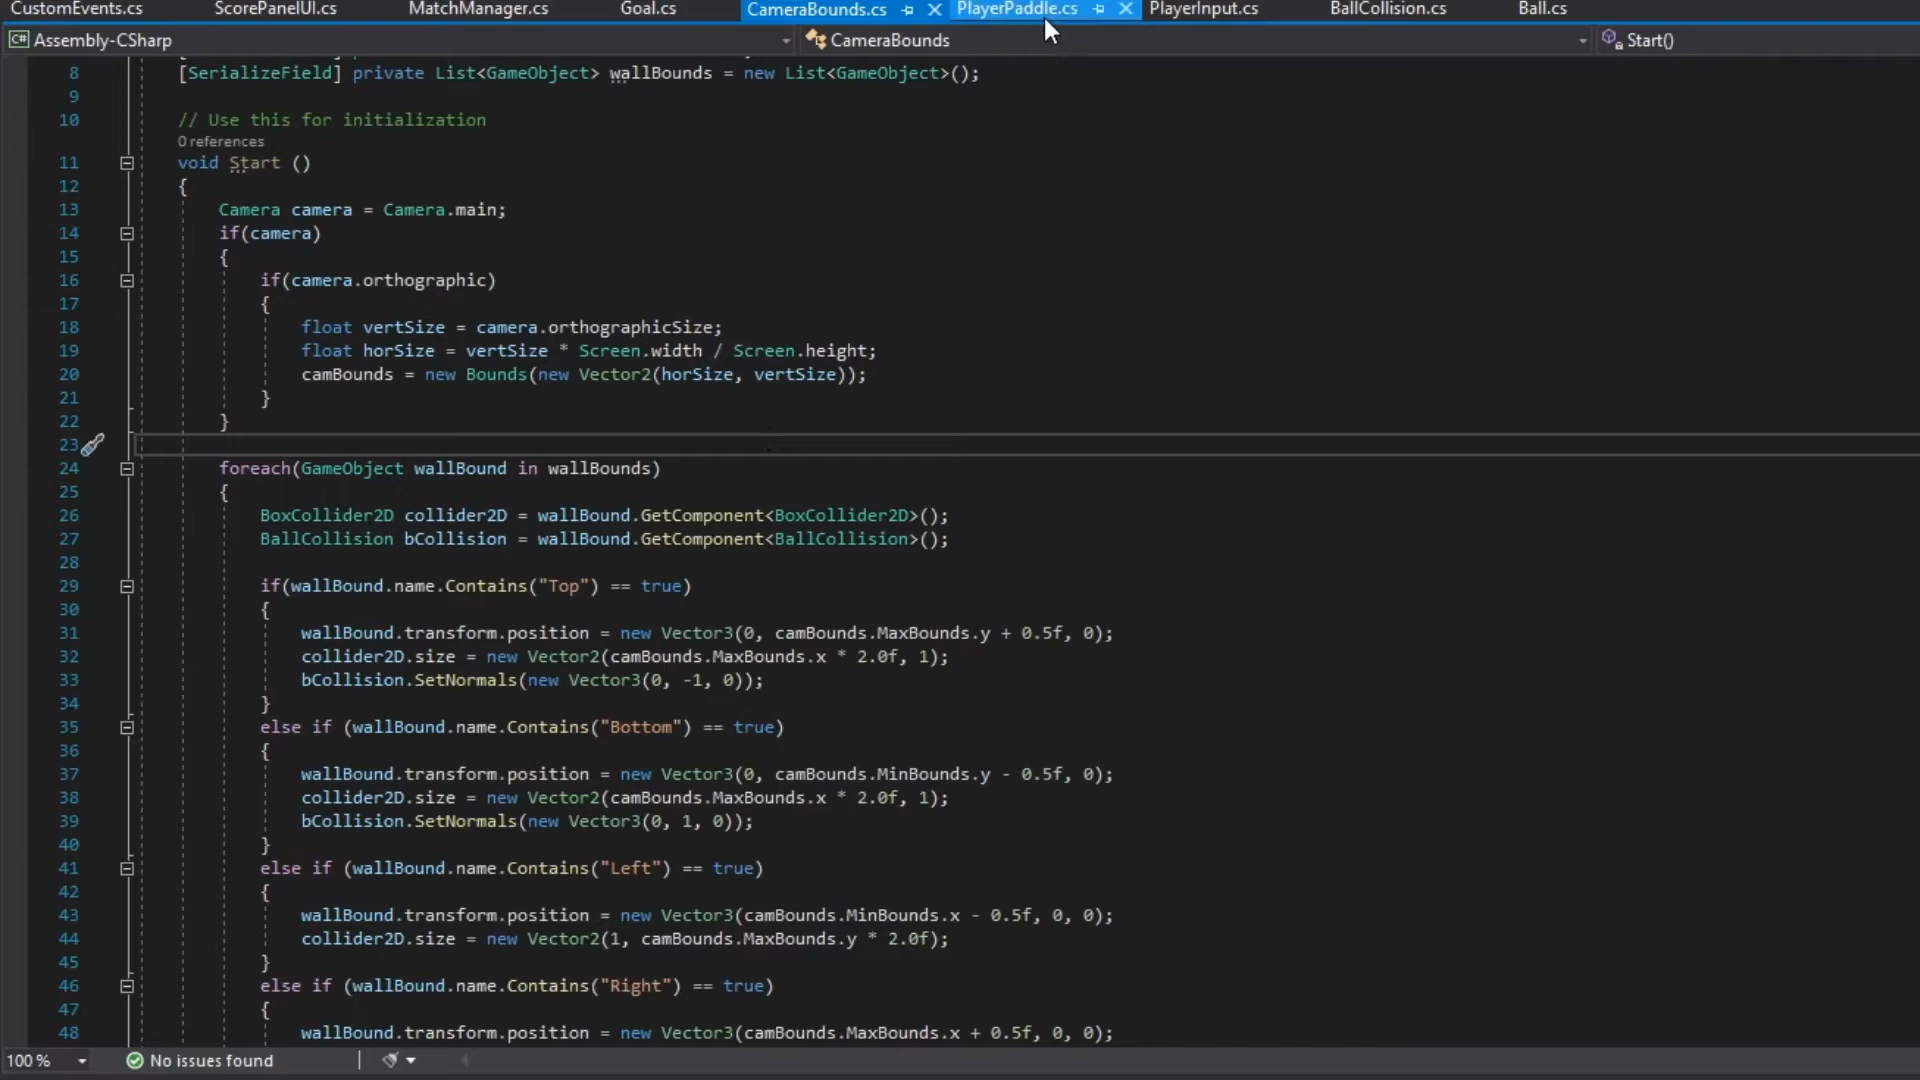 CustomEvents.cs ScorePanelUI.cs MatchManager.cs Goal.cs CameraBounds.cs PlayerPaddle.cs PlayerInput.cs BallCollision.cs Ball.cs
C# Assembly-CSharp CameraBounds Start()
8 [SerializeField] private List<GameObject> wallBounds = new List<GameObject>();
9
10 // Use this for initialization
0 references
11 void Start ()
12 {
13 Camera camera = Camera.main;
14 if(camera)
15 {
16 if(camera.orthographic)
17 {
18 float vertSize = camera.orthographicSize;
19 float horSize = vertSize * Screen.width / Screen.height;
20 camBounds = new Bounds(new Vector2(horSize, vertSize));
21 }
22 }
23
24 foreach(GameObject wallBound in wallBounds)
25 {
26 BoxCollider2D collider2D = wallBound.GetComponent<BoxCollider2D>();
27 BallCollision bCollision = wallBound.GetComponent<BallCollision>();
28
29 if(wallBound.name.Contains("Top") == true)
30 {
31 wallBound.transform.position = new Vector3(0, camBounds.MaxBounds.y + 0.5f, 0);
32 collider2D.size = new Vector2(camBounds.MaxBounds.x * 2.0f, 1);
33 bCollision.SetNormals(new Vector3(0, -1, 0));
34 }
35 else if (wallBound.name.Contains("Bottom") == true)
36 {
37 wallBound.transform.position = new Vector3(0, camBounds.MinBounds.y - 0.5f, 0);
38 collider2D.size = new Vector2(camBounds.MaxBounds.x * 2.0f, 1);
39 bCollision.SetNormals(new Vector3(0, 1, 0));
40 }
41 else if (wallBound.name.Contains("Left") == true)
42 {
43 wallBound.transform.position = new Vector3(camBounds.MinBounds.x - 0.5f, 0, 0);
44 collider2D.size = new Vector2(1, camBounds.MaxBounds.y * 2.0f);
45 }
46 else if (wallBound.name.Contains("Right") == true)
47 {
48 wallBound.transform.position = new Vector3(camBounds.MaxBounds.x + 0.5f, 0, 0);
100 % No issues found